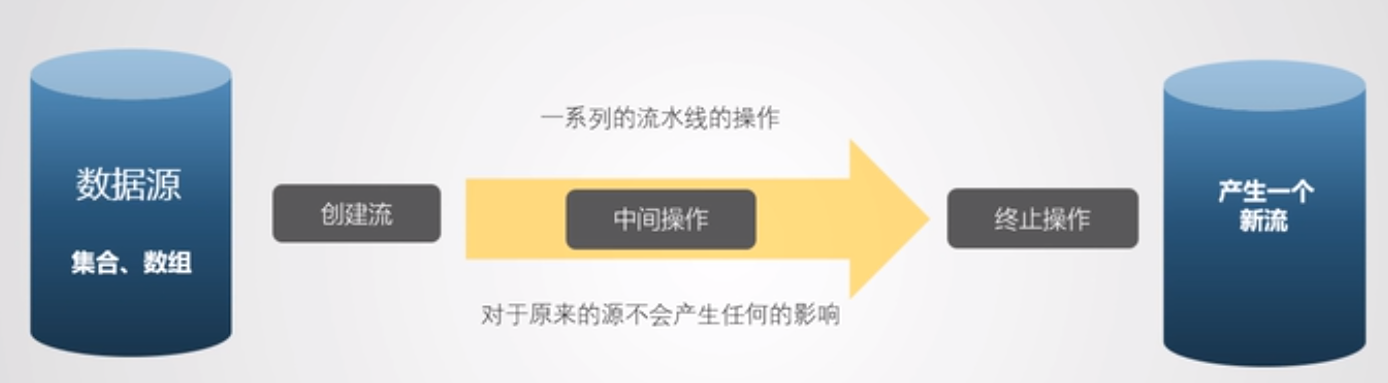 数据源
集合、数组
创建流
一系列的流水线的操作
中间操作
对于原来的源不会产生任何的影响
终止操作
产生一个
新流